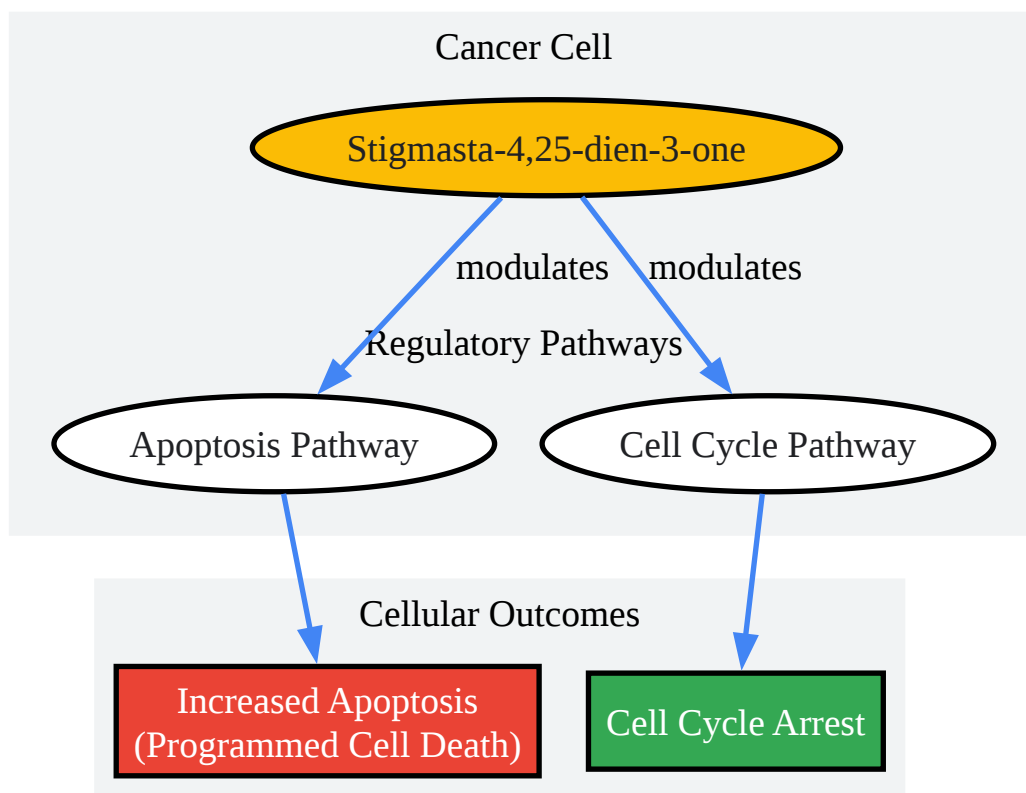 Cancer Cell
Stigmasta-4,25-dien-3-one
modulates
modulates
Regulatory Pathways
Apoptosis Pathway
Cell Cycle Pathway
Cellular Outcomes
Increased Apoptosis
(Programmed Cell Death)
Cell Cycle Arrest